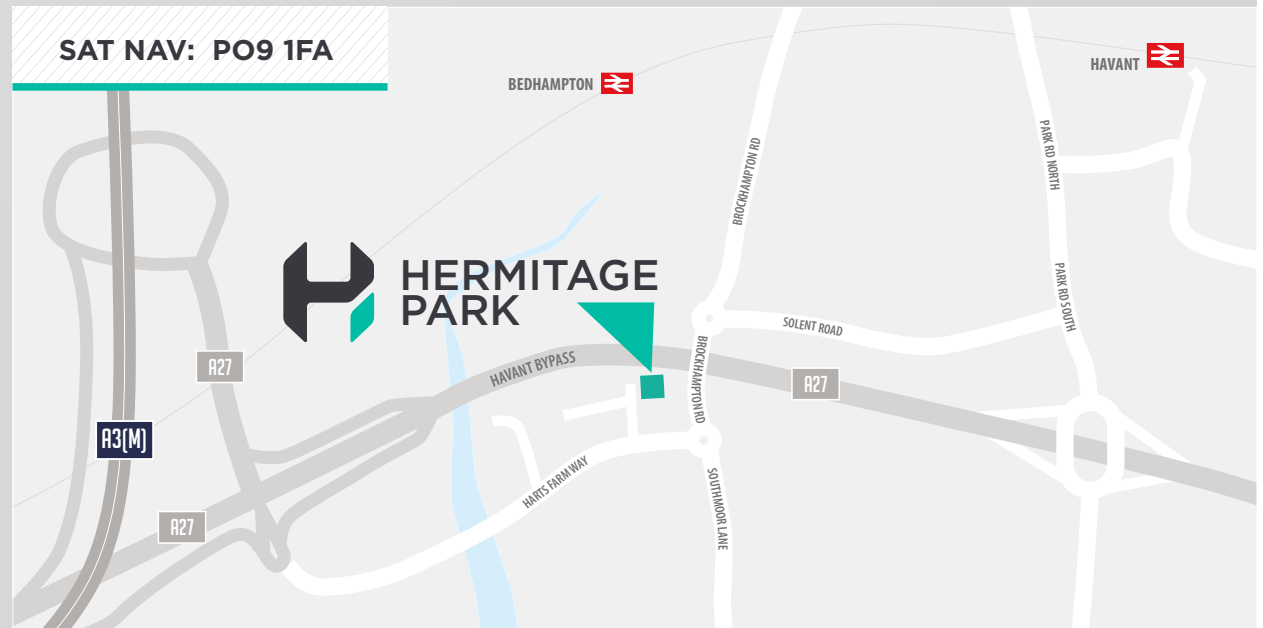 SAT NAV: PO9 1FA
BEDHAMPTON
HAVANT
BROCKHAMPTON RD
PARK RD NORTH
HERMITAGE
PARK
PARK RD SOUTH
SOLENT ROAD
HAVANT BYPASS
A27
BROCKHAMPTON RD
A27
A3(M)
HARTS FARM WAY
SOUTHMOOR LANE
A27